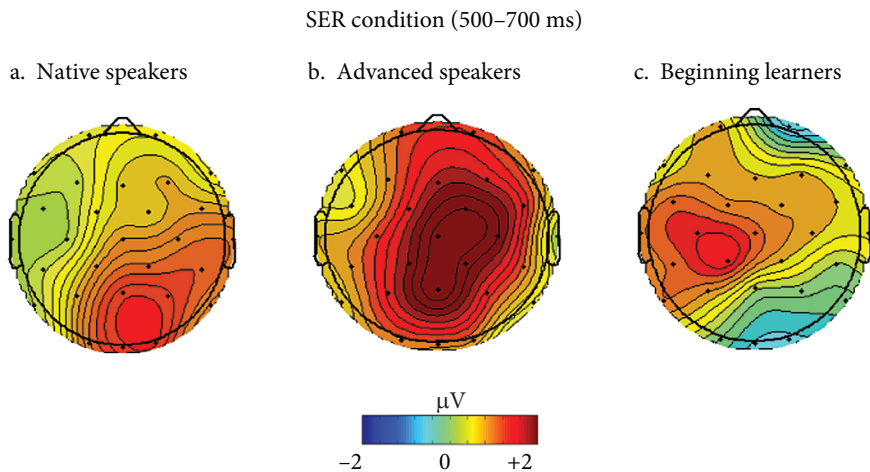 SER condition (500–700 ms)
a. Native speakers
b. Advanced speakers
c. Beginning learners
μV
–2 0 +2